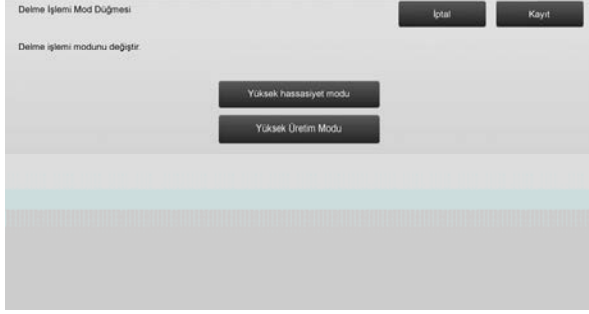 Delme İşlemi Mod Düğmesi
İptal
Kayıt
Delme işlemi modunu değiştir.
Yüksek hassasiyet modu
Yüksek Üretim Modu